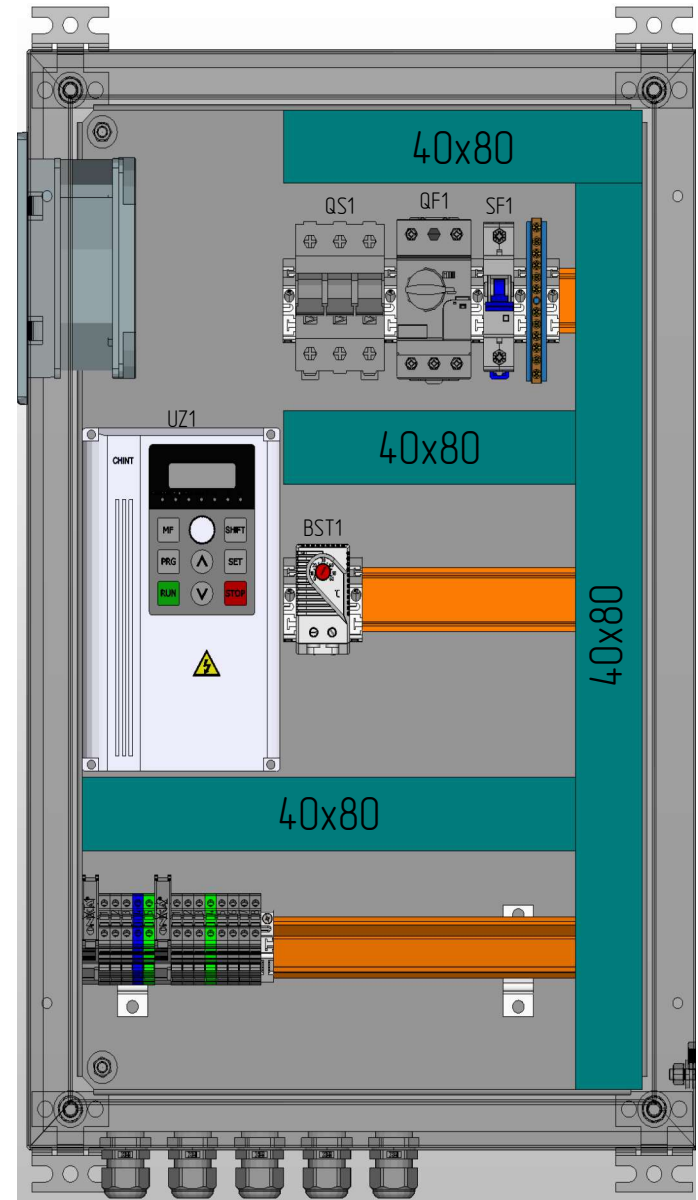 40x80
QS1
QF1
SF1
40x80
UZ1
CHINT
MF
SHIFT
PRG
SET
RUN
STOP
BST1
℃
40x80
40x80